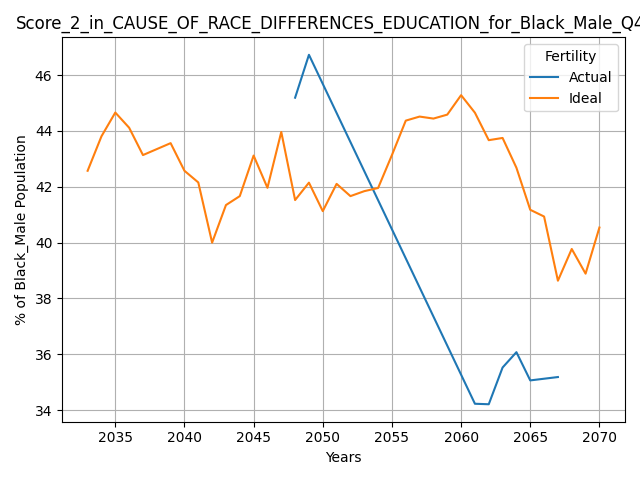 Score_2_in_CAUSE_OF_RACE_DIFFERENCES_EDUCATION_for_Black_Male_Q4
Fertility
Actual
Ideal
46
44
42
40
38
36
34
% of Black_Male Population
2035 2040 2045 2050 2055 2060 2065 2070
Years